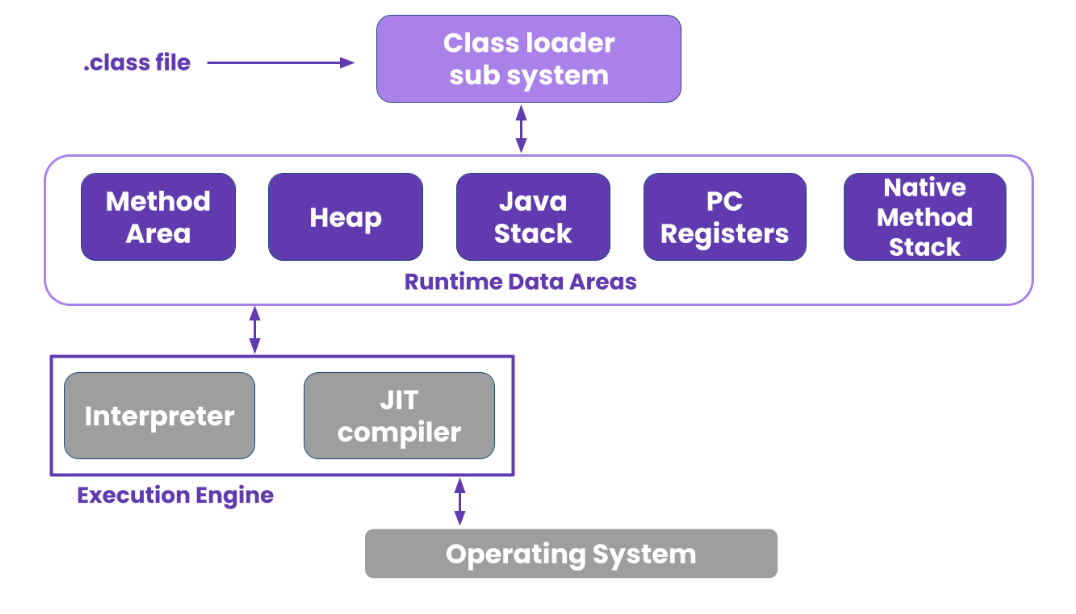 .class file
Class loader
sub system
Method
Area
Heap
Java
Stack
PC
Registers
Native
Method
Stack
Runtime Data Areas
Interpreter
JIT
compiler
Execution Engine
Operating System